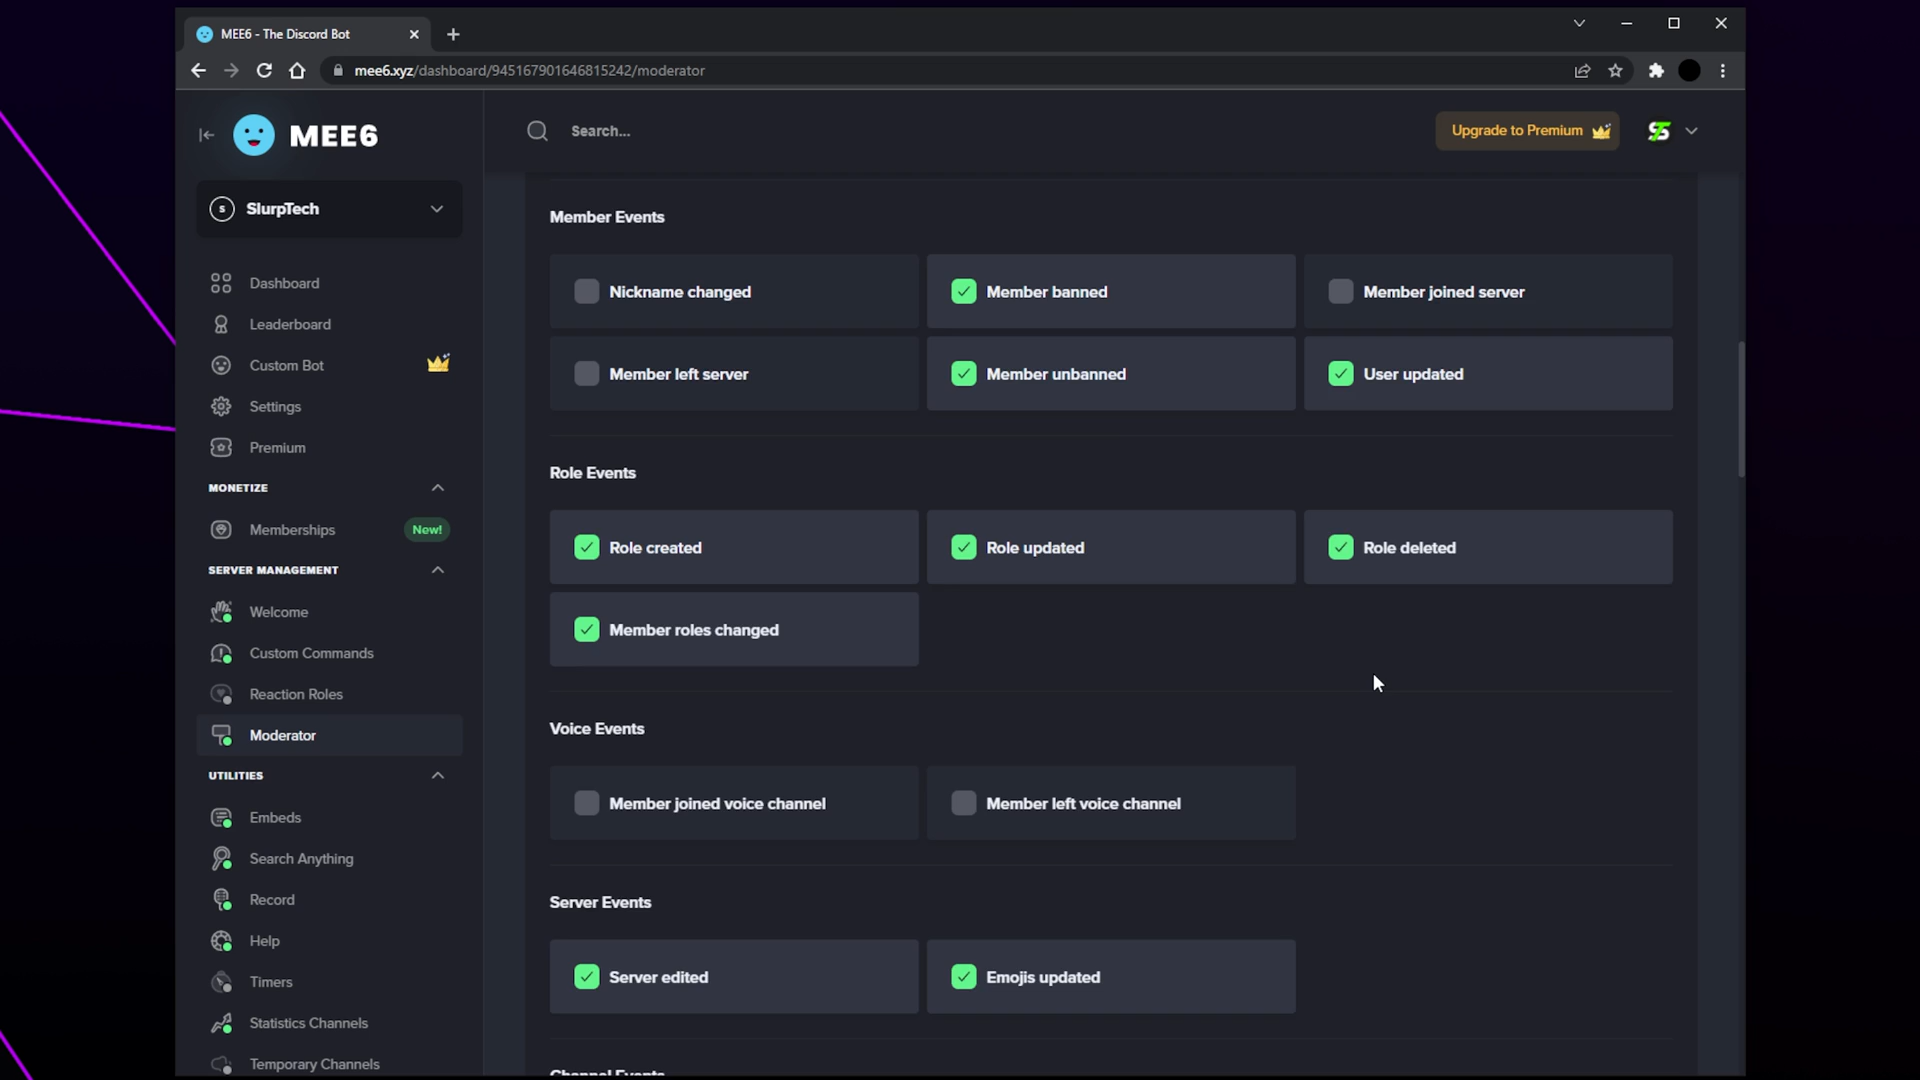 MEE6 - The Discord Bot
mee6.xyz/dashboard/945167901646815242/moderator
MEE6
Search...
Upgrade to Premium
S SlurpTech
Dashboard
Leaderboard
Custom Bot
Settings
Premium
MONETIZE
Memberships New!
SERVER MANAGEMENT
Welcome
Custom Commands
Reaction Roles
Moderator
UTILITIES
Embeds
Search Anything
Record
Help
Timers
Statistics Channels
Temporary Channels
Member Events
Nickname changed
Member banned
Member joined server
Member left server
Member unbanned
User updated
Role Events
Role created
Role updated
Role deleted
Member roles changed
Voice Events
Member joined voice channel
Member left voice channel
Server Events
Server edited
Emojis updated
Channel Events